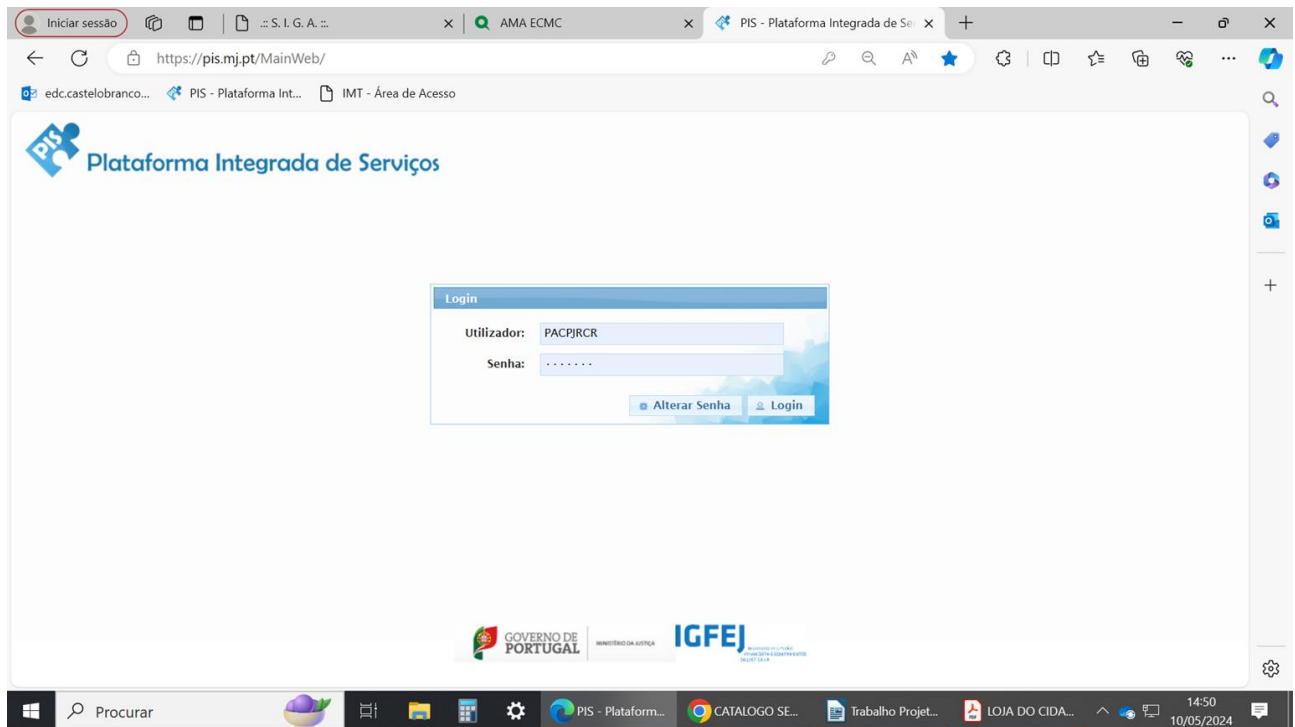 Iniciar sessão
.:: S. I. G. A. ::.
AMA ECMC
PIS - Plataforma Integrada de Ser
https://pis.mj.pt/MainWeb/
edc.castelobranco...
PIS - Plataforma Int...
IMT - Área de Acesso
PIS
Plataforma Integrada de Serviços
Login
Utilizador: PACPJRCR
Senha: .......
Alterar Senha
Login
GOVERNO DE
PORTUGAL
MINISTÉRIO DA JUSTIÇA
IGFEJ
Procurar
PIS - Plataform...
CATALOGO SE...
Trabalho Projet...
LOJA DO CIDA...
14:50
10/05/2024